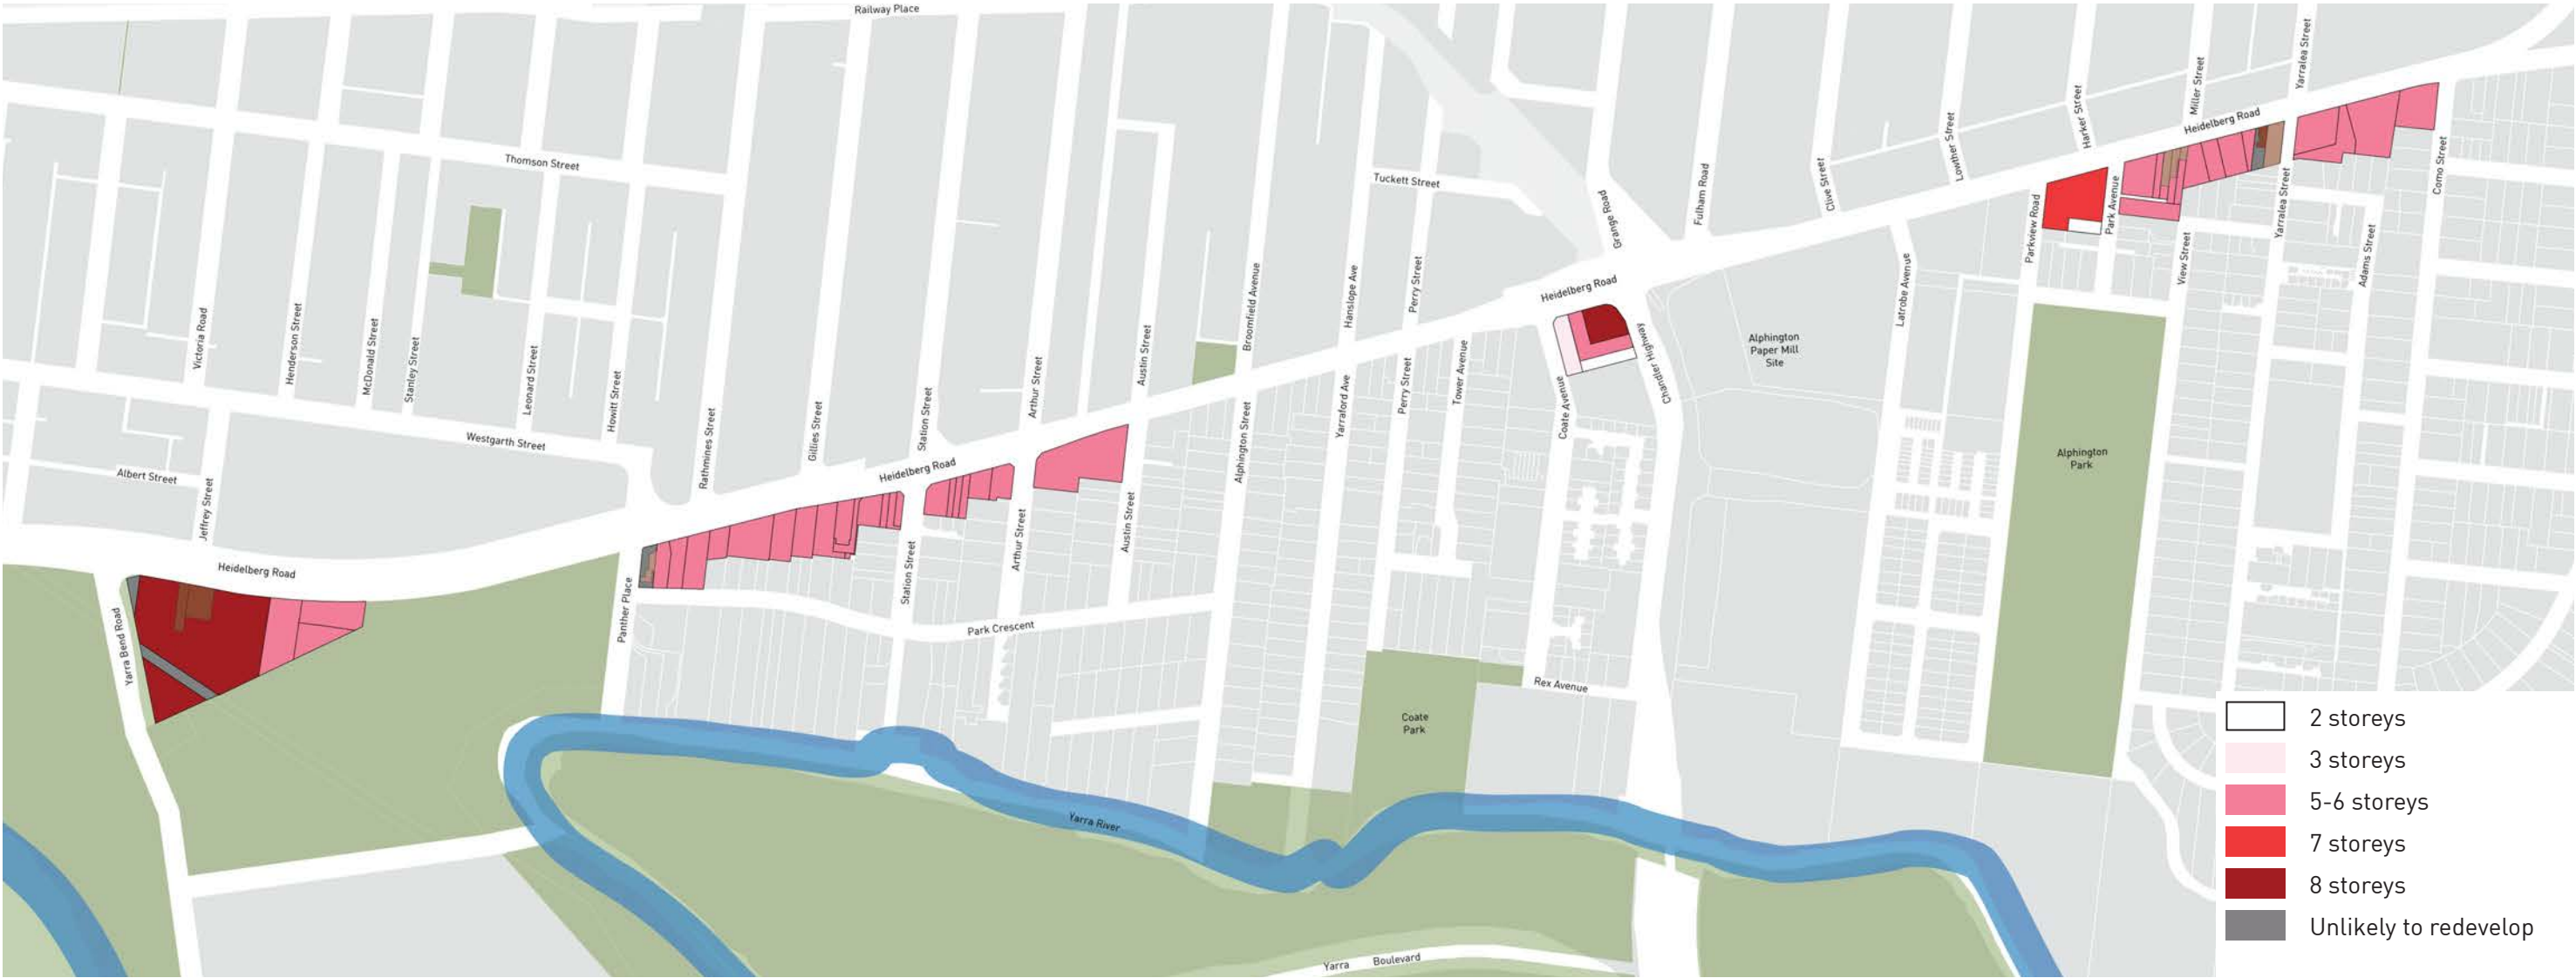 Railway Place
Thomson Street
Victoria Road
Henderson Street
McDonald Street
Stanley Street
Leonard Street
Howitt Street
Rathmines Street
Gillies Street
Station Street
Arthur Street
Austin Street
Broomfield Avenue
Hanslope Ave
Perry Street
Tuckett Street
Grange Road
Fulham Road
Clive Street
Lowther Street
Harker Street
Miller Street
Yarralea Street
Heidelberg Road
Como Street
Parkview Road
Park Avenue
View Street
Yarralea Street
Adams Street
Latrobe Avenue
Heidelberg Road
Chandler Highway
Alphington
Paper Mill
Site
Westgarth Street
Albert Street
Jeffrey Street
Heidelberg Road
Heidelberg Road
Alphington Street
Yarraford Ave
Perry Street
Tower Avenue
Coate Avenue
Alphington
Park
Yarra Bend Road
Panther Place
Station Street
Arthur Street
Austin Street
Park Crescent
Rex Avenue
Coate
Park
Yarra River
Yarra Boulevard
2 storeys
3 storeys
5-6 storeys
7 storeys
8 storeys
Unlikely to redevelop